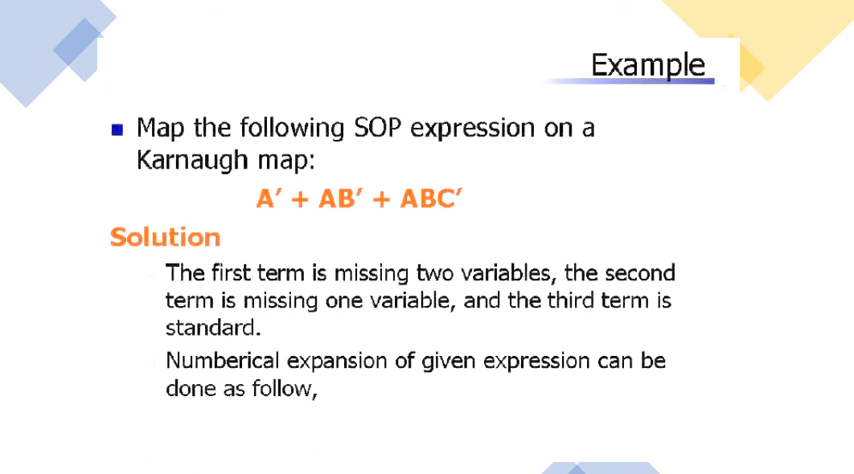 Example
Map the following SOP expression on a
Karnaugh map:
A′ + AB′ + ABC′
Solution
The first term is missing two variables, the second
term is missing one variable, and the third term is
standard.
Numberical expansion of given expression can be
done as follow,